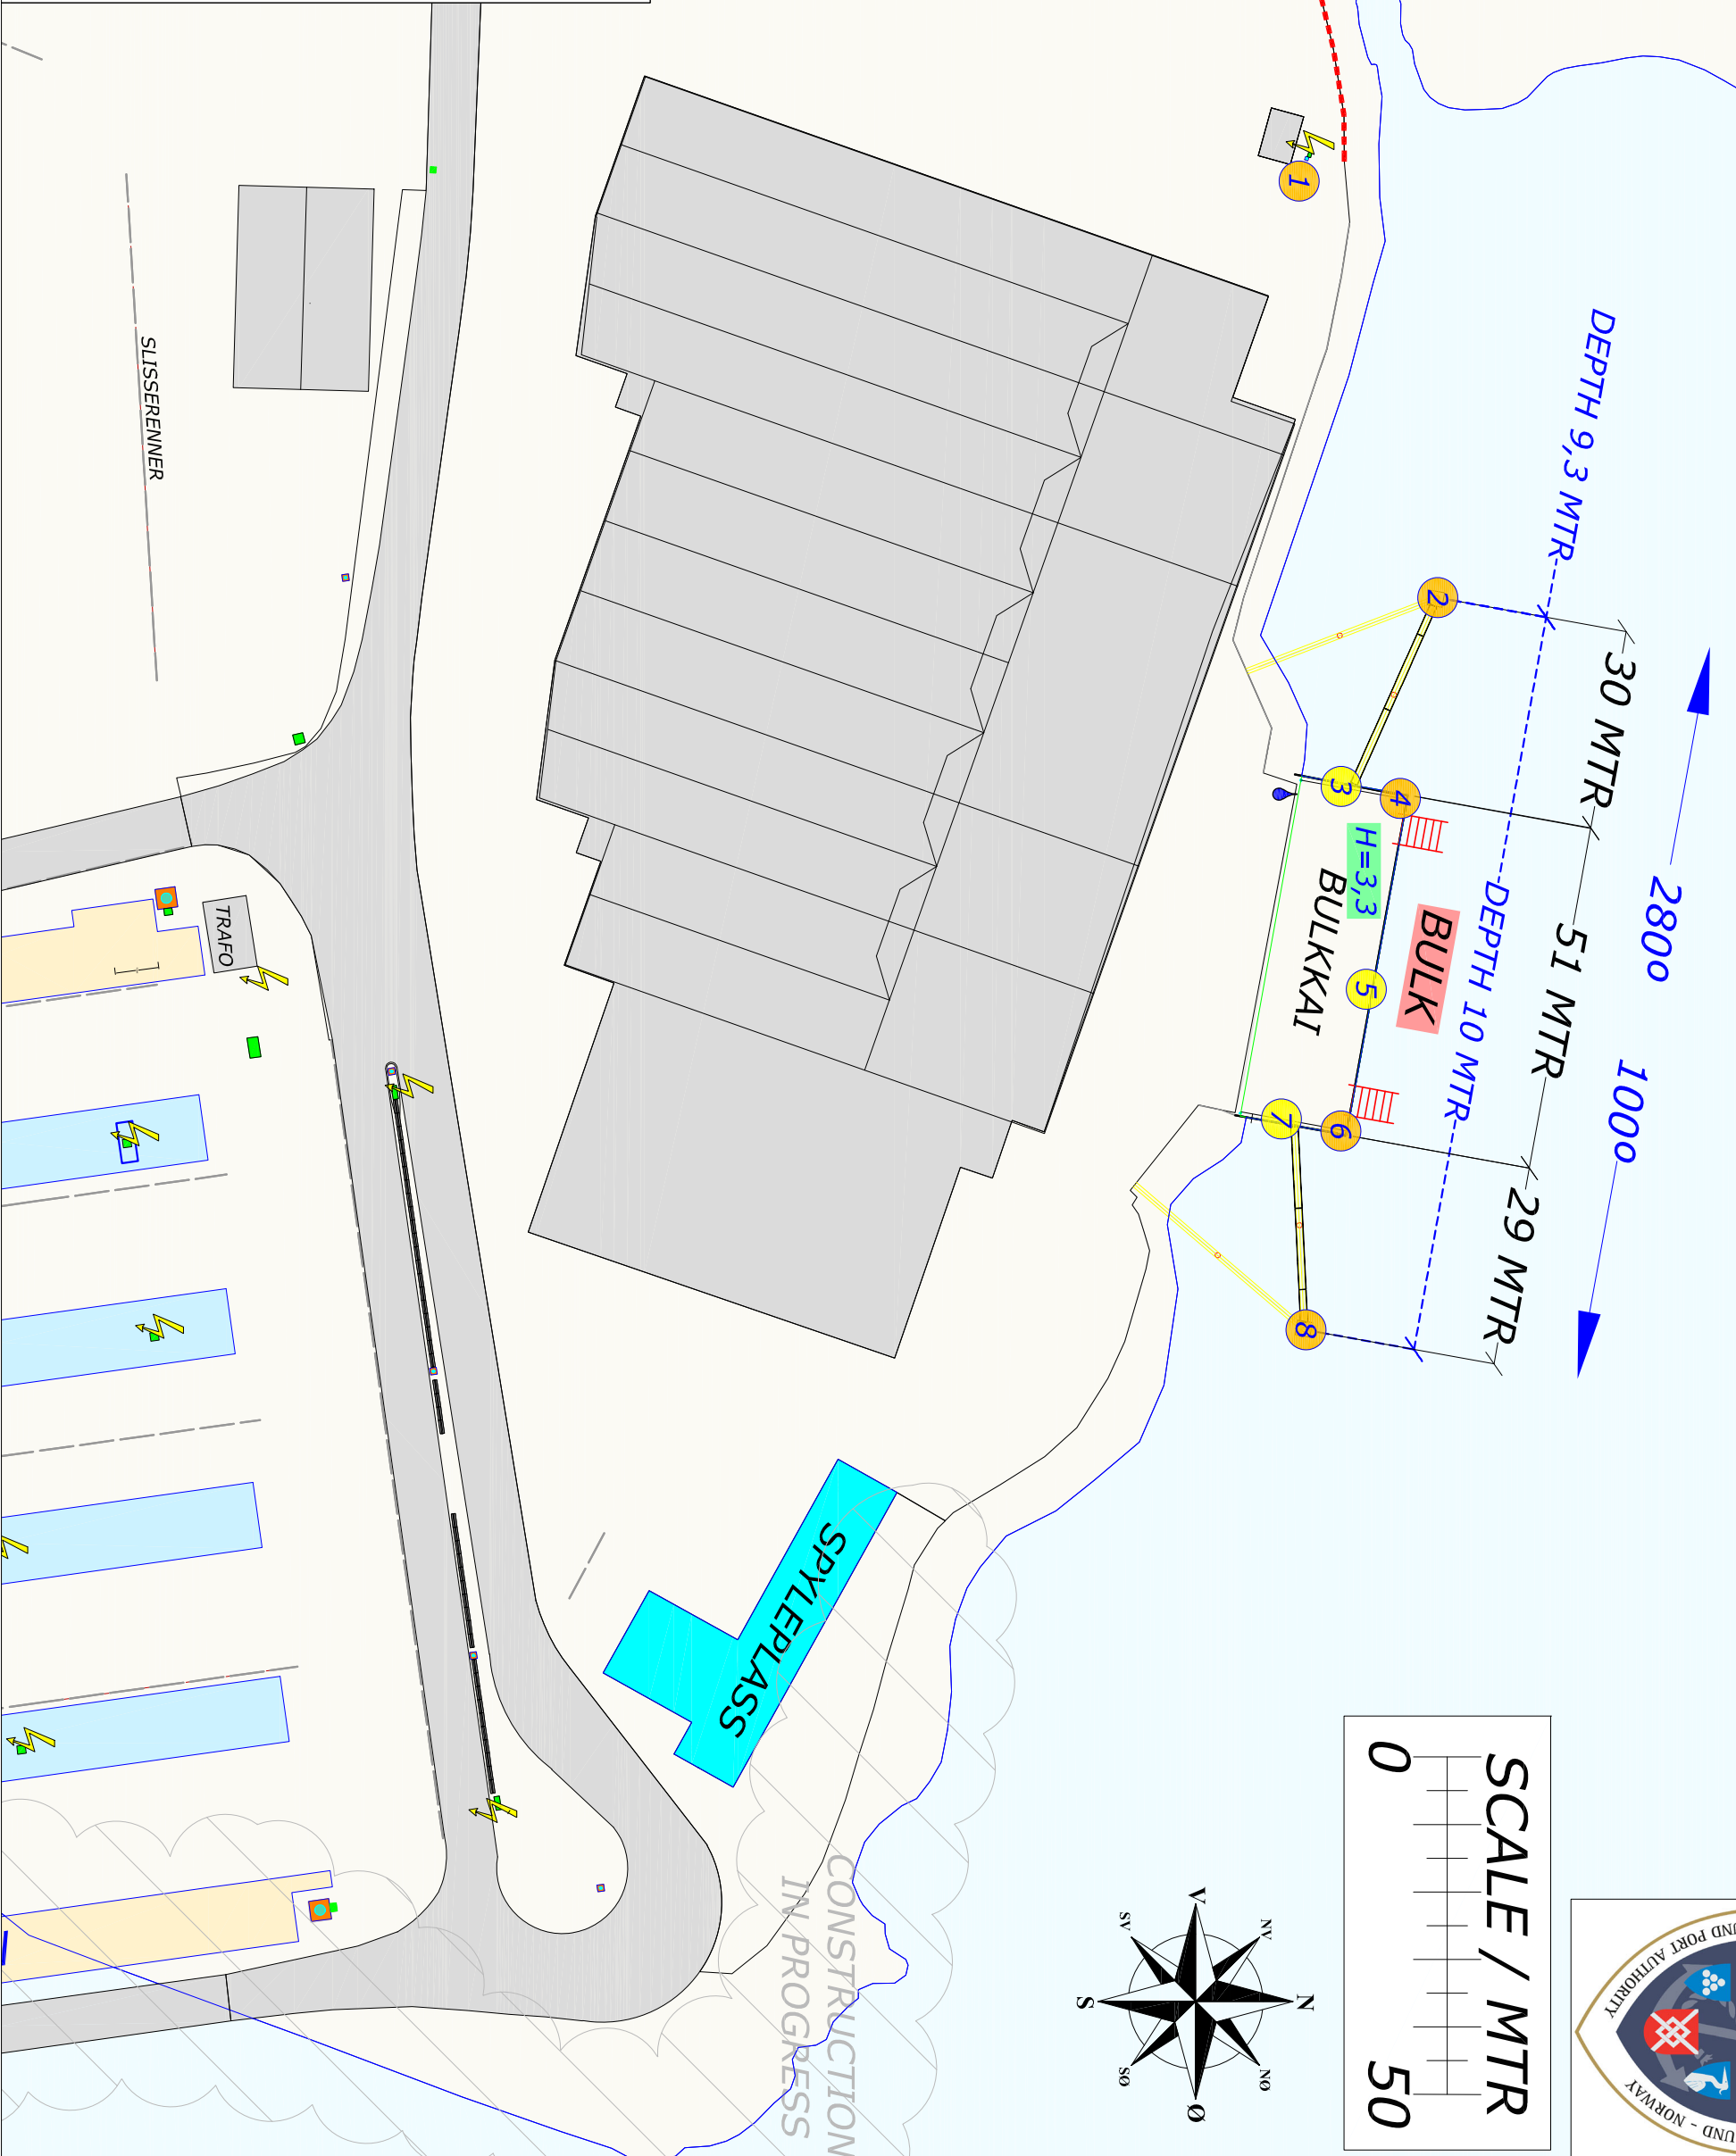 DEPTH 9,3 MTR
30 MTR
51 MTR
29 MTR
280o
100o
DEPTH 10 MTR
BULK
H=3,3
BULKKAI
1
2
3
4
5
6
7
8
SLISSERENNER
TRAFO
SPYLEPLASS
CONSTRUCTION
IN PROGRESS
SCALE / MTR
0 50
N
NØ
Ø
SØ
S
SV
V
NV
PORT AUTHORITY
- NORWAY